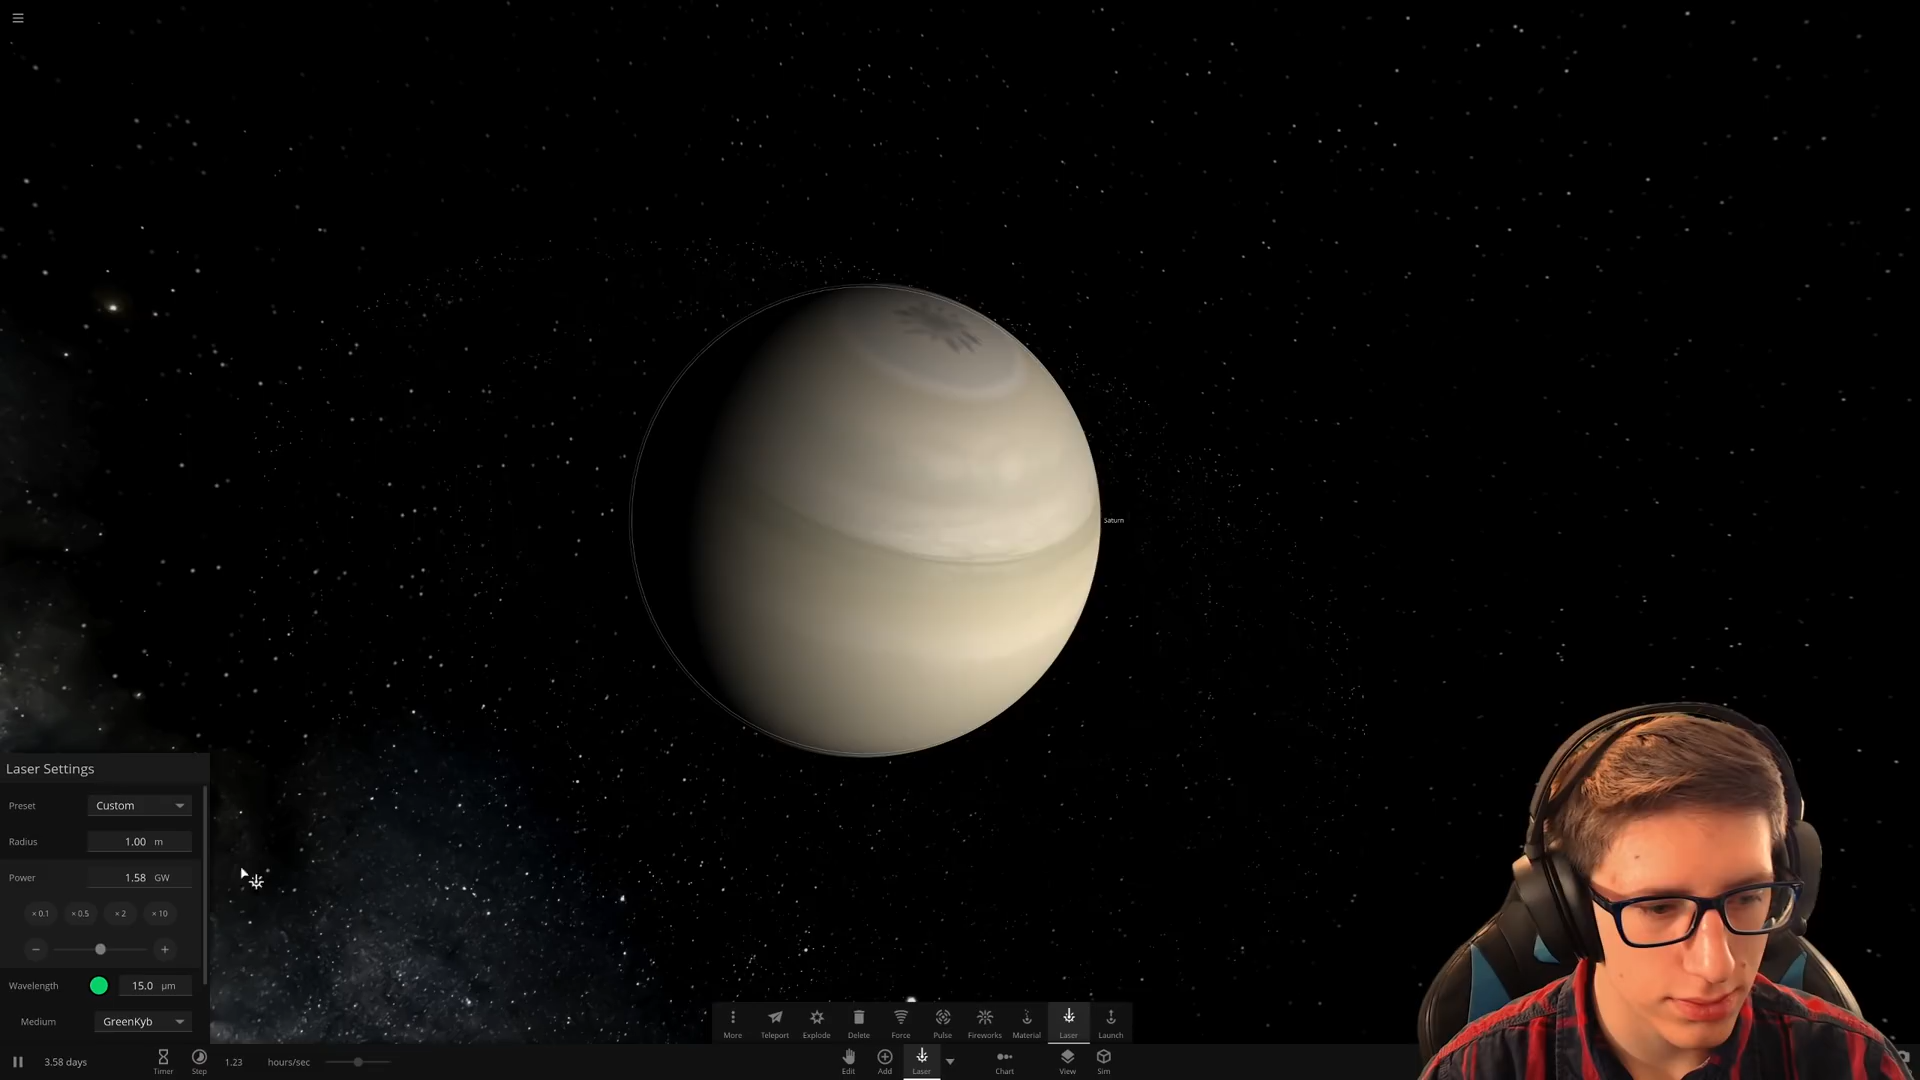 Saturn
Laser Settings
Preset Custom
Radius 1.00 m
Power 1.58 GW
× 0.1 × 0.5 × 2 × 10
Wavelength 15.0 μm
Medium GreenKyb
More Teleport Explode Delete Force Pulse Fireworks Material Laser Launch
3.58 days Timer Step 1.23 hours/sec Edit Add Laser Chart View Sim